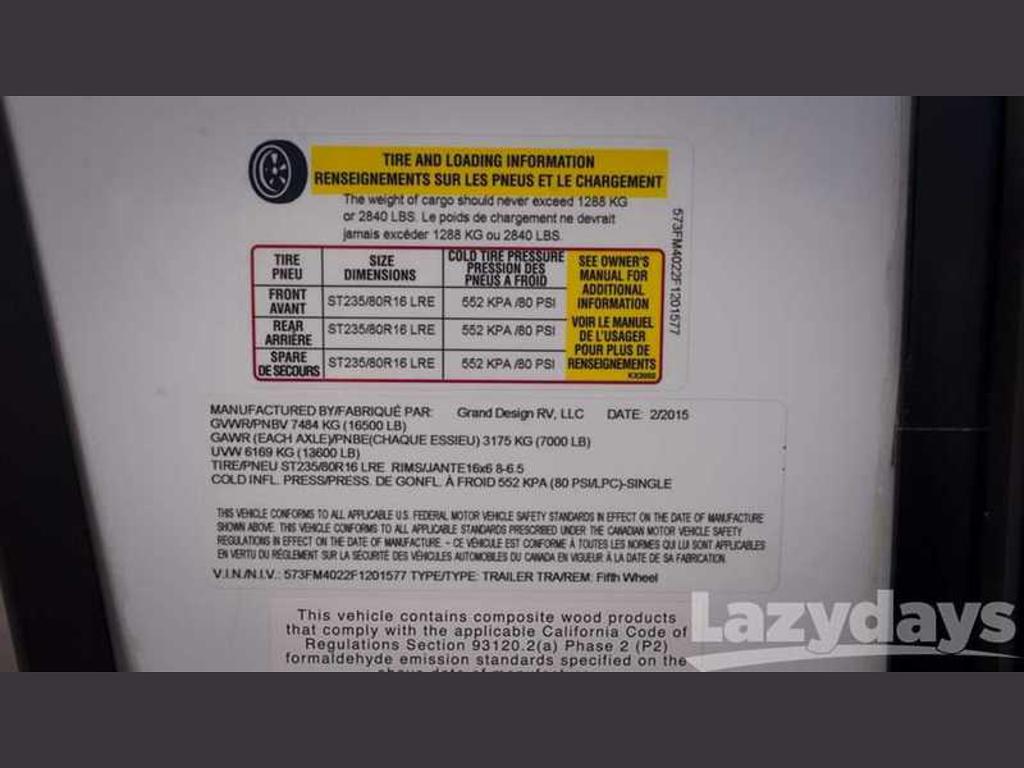 TIRE AND LOADING INFORMATION
RENSEIGNEMENTS SUR LES PNEUS ET LE CHARGEMENT
The weight of cargo should never exceed 1288 KG
or 2840 LBS. Le poids de chargement ne devrait
jamais excéder 1288 KG ou 2840 LBS.
TIRE PNEU SIZE DIMENSIONS COLD TIRE PRESSURE PRESSION DES PNEUS A FROID
FRONT AVANT ST235/80R16 LRE 552 KPA /80 PSI
REAR ARRIÈRE ST235/80R16 LRE 552 KPA /80 PSI
SPARE DE SECOURS ST235/80R16 LRE 552 KPA /80 PSI
SEE OWNER'S
MANUAL FOR
ADDITIONAL
INFORMATION
VOIR LE MANUEL
DE L'USAGER
POUR PLUS DE
RENSEIGNEMENTS
573FM4022F1201577
MANUFACTURED BY/FABRIQUÉ PAR: Grand Design RV, LLC DATE: 2/2015
GVWR/PNBV 7484 KG (16500 LB)
GAWR (EACH AXLE)/PNBE(CHAQUE ESSIEU) 3175 KG (7000 LB)
UVW 6169 KG (13600 LB)
TIRE/PNEU ST235/80R16 LRE RIMS/JANTE16x6 8-6.5
COLD INFL. PRESS/PRESS. DE GONFL. À FROID 552 KPA (80 PSI/LPC)-SINGLE
THIS VEHICLE CONFORMS TO ALL APPLICABLE U.S. FEDERAL MOTOR VEHICLE SAFETY STANDARDS IN EFFECT ON THE DATE OF MANUFACTURE
SHOWN ABOVE. THIS VEHICLE CONFORMS TO ALL APPLICABLE STANDARDS PRESCRIBED UNDER THE CANADIAN MOTOR VEHICLE SAFETY
REGULATIONS IN EFFECT ON THE DATE OF MANUFACTURE. - CE VÉHICULE EST CONFORME À TOUTES LES NORMES QUI LUI SONT APPLICABLES
EN VERTU DU RÈGLEMENT SUR LA SÉCURITÉ DES VÉHICULES AUTOMOBILES DU CANADA EN VIGUEUR À LA DATE DE SA FABRICATION.
V.I.N./N.I.V.: 573FM4022F1201577 TYPE/TYPE: TRAILER TRA/REM: Fifth Wheel
This vehicle contains composite wood products
that comply with the applicable California Code of
Regulations Section 93120.2(a) Phase 2 (P2)
formaldehyde emission standards specified on the
above date of
Lazydays